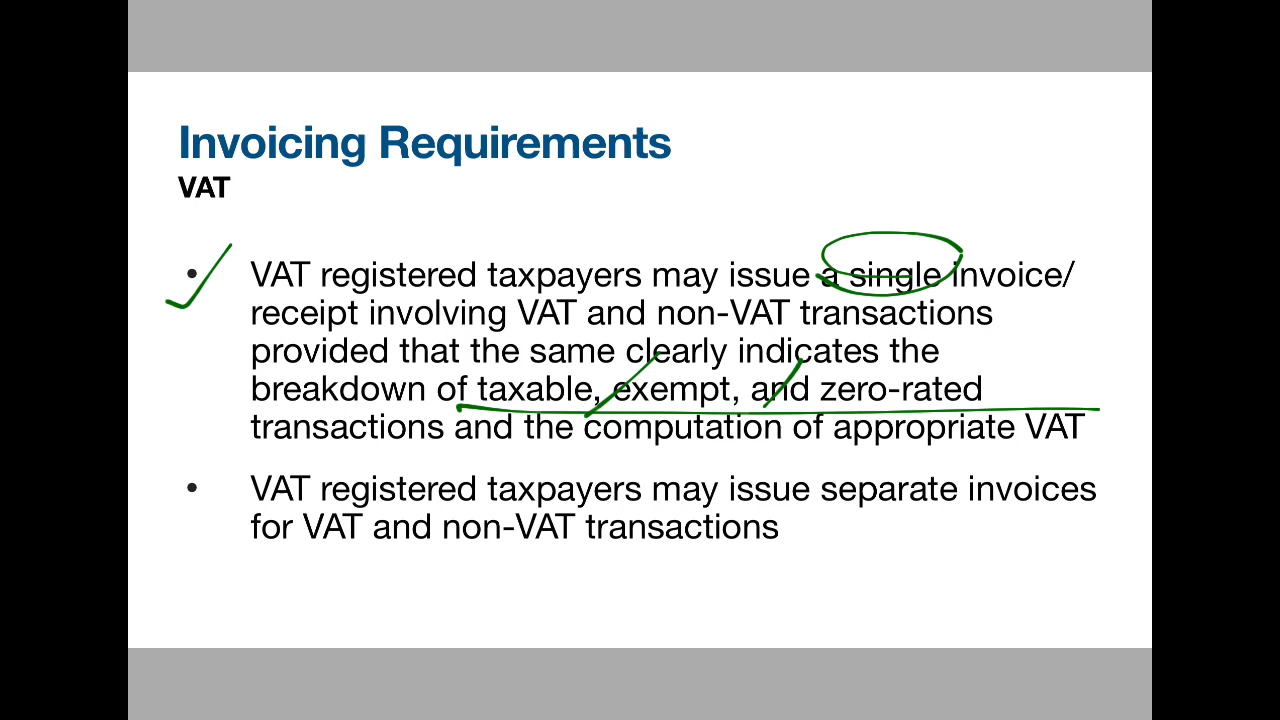 Invoicing Requirements
VAT
• VAT registered taxpayers may issue a single invoice/
receipt involving VAT and non-VAT transactions
provided that the same clearly indicates the
breakdown of taxable, exempt, and zero-rated
transactions and the computation of appropriate VAT
• VAT registered taxpayers may issue separate invoices
for VAT and non-VAT transactions